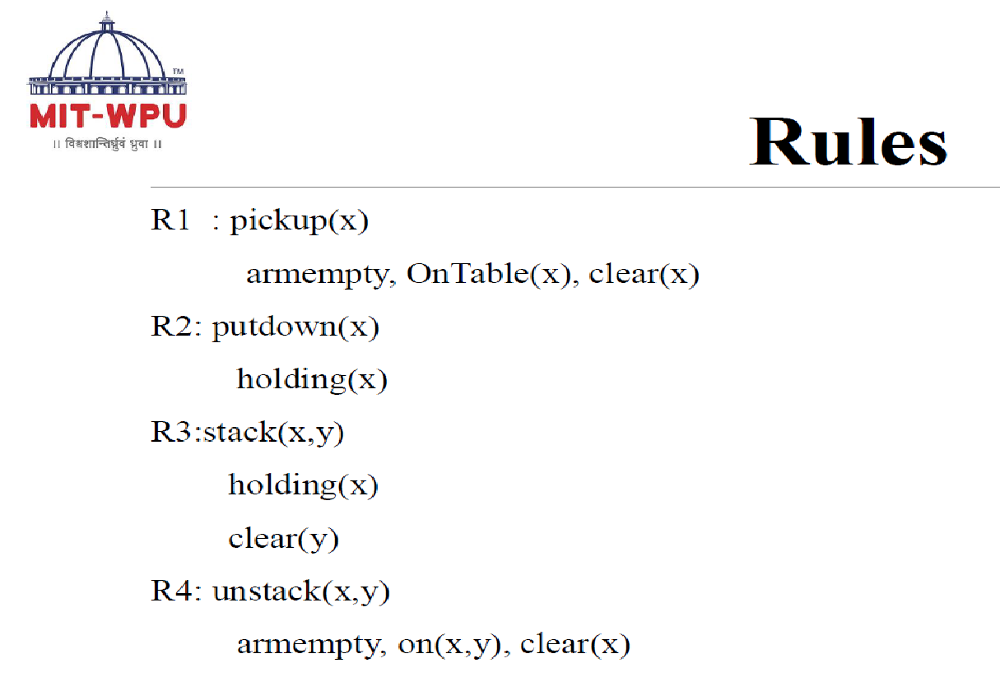 TM
MIT-WPU
॥ विश्वशान्तिर्ध्रुवं ध्रुवा ॥
Rules
R1 : pickup(x)
armempty, OnTable(x), clear(x)
R2: putdown(x)
holding(x)
R3:stack(x,y)
holding(x)
clear(y)
R4: unstack(x,y)
armempty, on(x,y), clear(x)